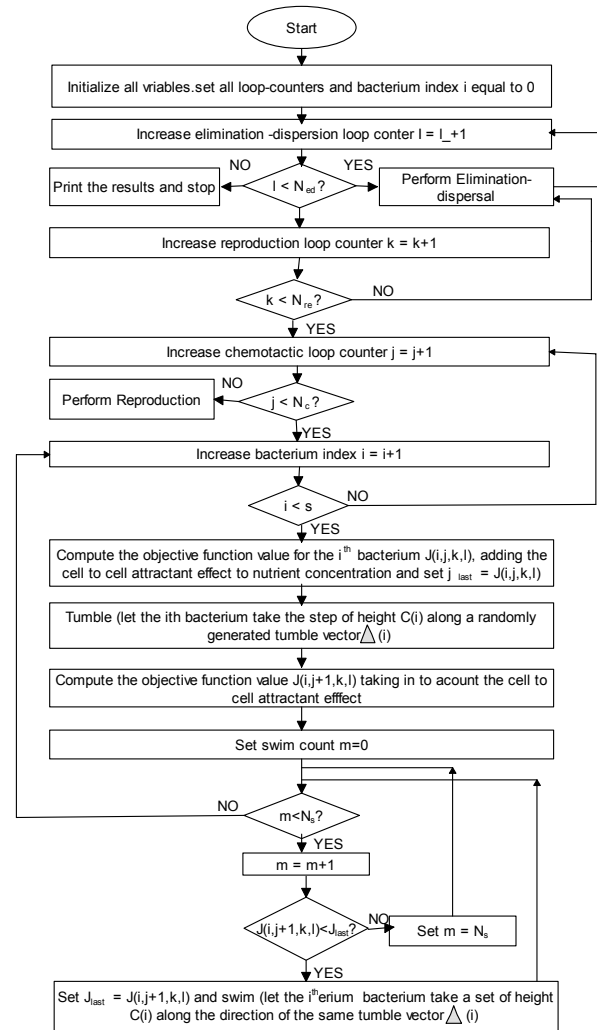 Start
Initialize all vriables.set all loop-counters and bacterium index i equal to 0
Increase elimination -dispersion loop conter l = l_+1
NO
YES
Print the results and stop
l < Ned?
Perform Elimination-
dispersal
Increase reproduction loop counter k = k+1
k < Nre?
NO
YES
Increase chemotactic loop counter j = j+1
NO
Perform Reproduction
j < Nc?
YES
Increase bacterium index i = i+1
i < s
NO
YES
Compute the objective function value for the ith bacterium J(i,j,k,l), adding the
cell to cell attractant effect to nutrient concentration and set j last = J(i,j,k,l)
Tumble (let the ith bacterium take the step of height C(i) along a randomly
generated tumble vector△ (i)
Compute the objective function value J(i,j+1,k,l) taking in to acount the cell to
cell attractant efffect
Set swim count m=0
NO
m<Ns?
YES
m = m+1
J(i,j+1,k,l)<Jlast?
NO
Set m = Ns
YES
Set Jlast = J(i,j+1,k,l) and swim (let the itherium bacterium take a set of height
C(i) along the direction of the same tumble vector△ (i)